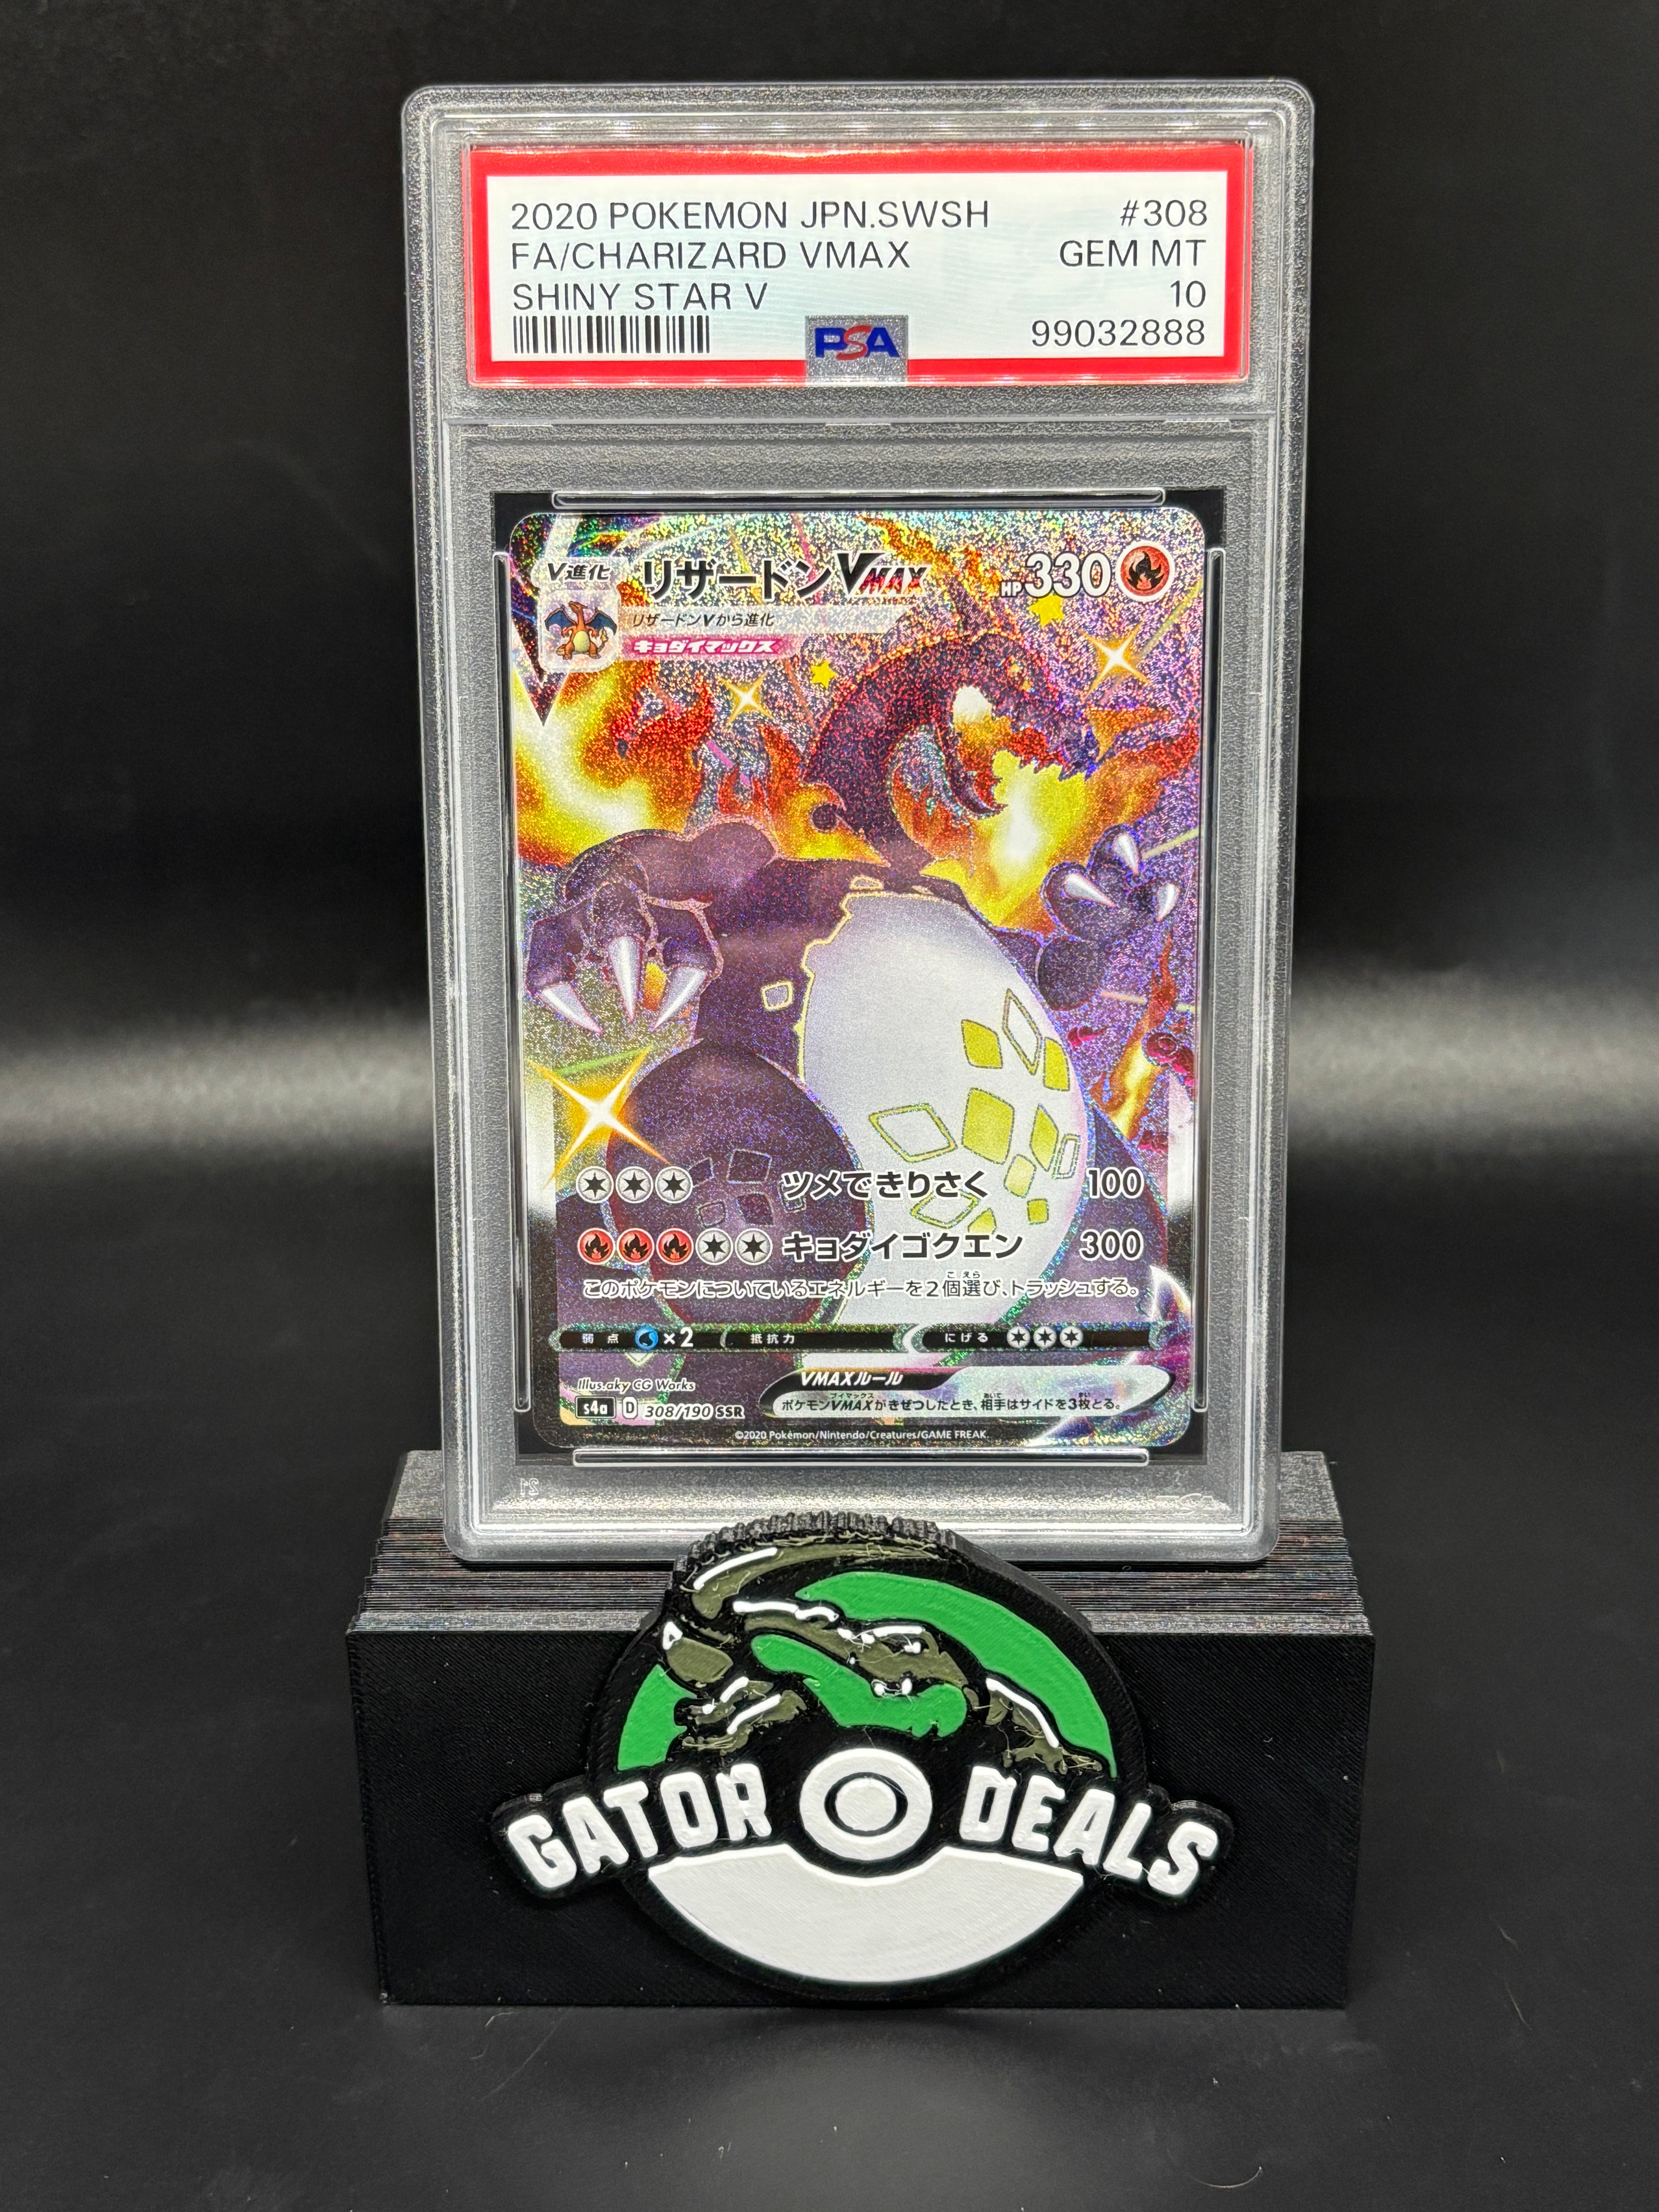 2020 POKEMON JPN.SWSH #308
FA/CHARIZARD VMAX GEM MT
SHINY STAR V 10
PSA 99032888
V進化 リザードンVMAX HP330
リザードンVから進化
キョダイマックス
ツメできりさく 100
キョダイゴクエン 300
このポケモンについているエネルギーを2個選び、トラッシュする。
弱点 ×2 抵抗力 にげる
Illus.aky CG Works
VMAXルール
s4a D 308/190 SSR
ポケモンVMAXがきぜつしたとき、相手はサイドを3枚とる。
©2020 Pokémon/Nintendo/Creatures/GAME FREAK
GATOR DEALS